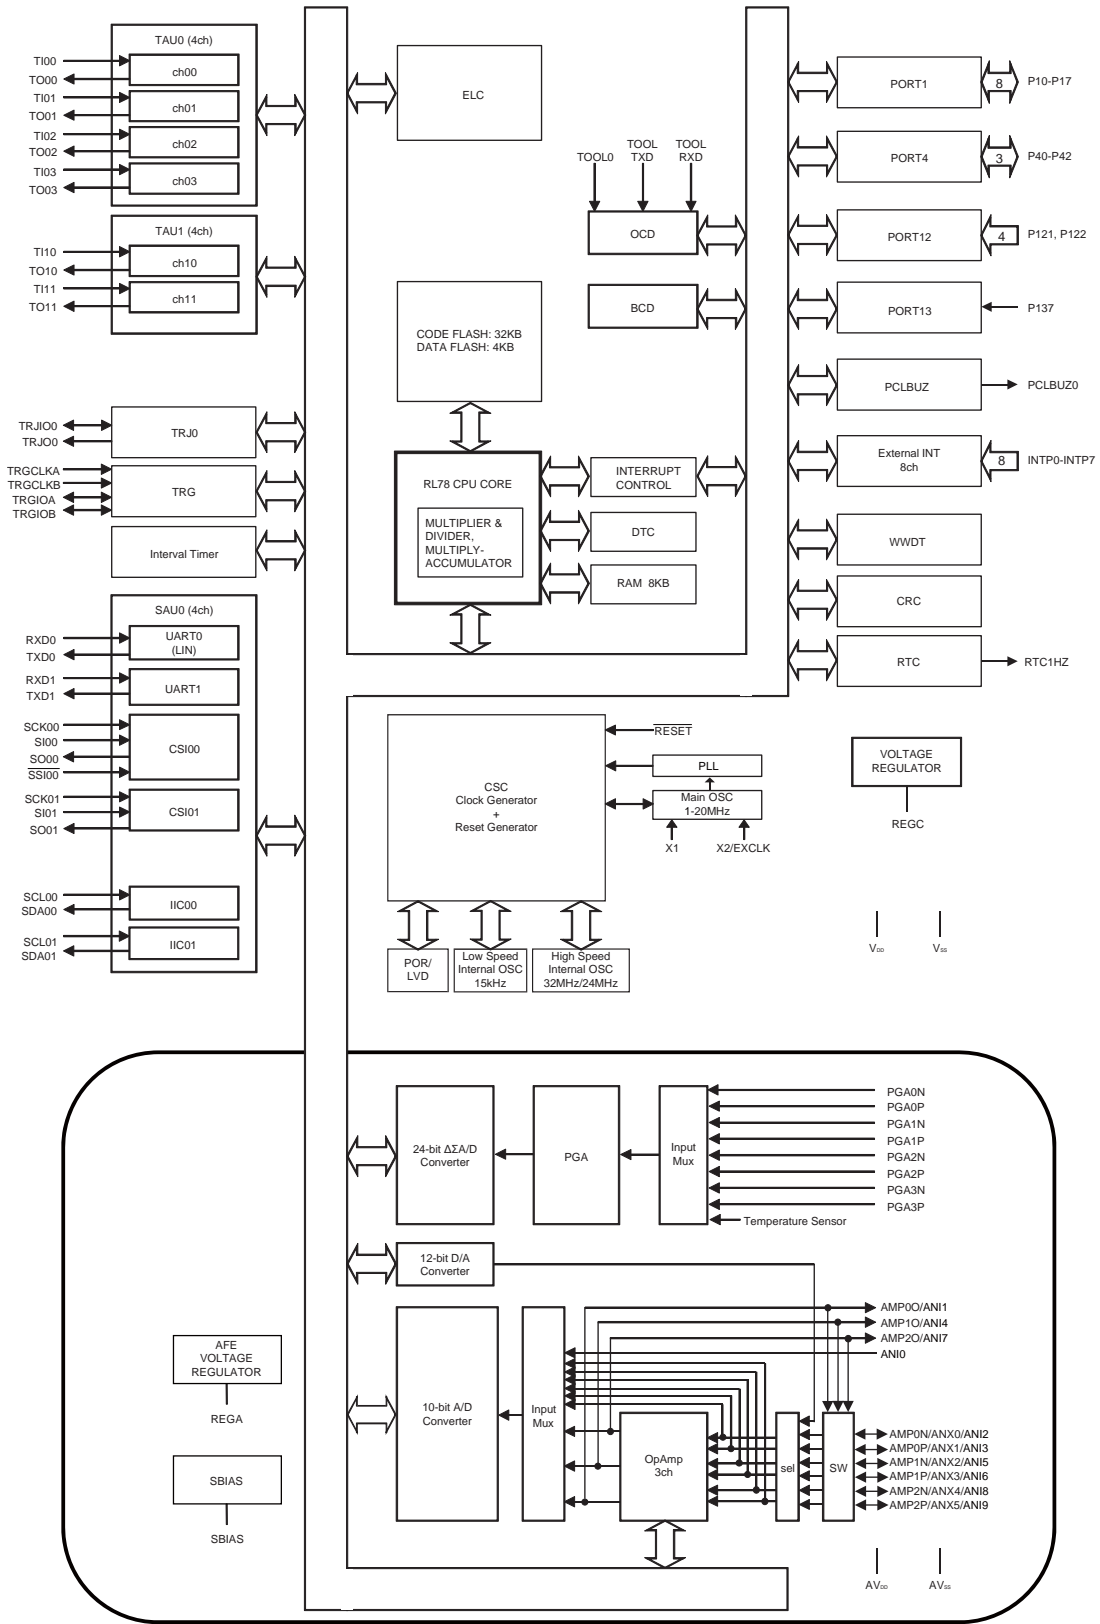 TAU0 (4ch)
TI00
TO00
ch00
TI01
TO01
ch01
TI02
TO02
ch02
TI03
TO03
ch03
TAU1 (4ch)
TI10
TO10
ch10
TI11
TO11
ch11
TRJIO0
TRJO0
TRJ0
TRGCLKA
TRGCLKB
TRGIOA
TRGIOB
TRG
Interval Timer
SAU0 (4ch)
RXD0
TXD0
UART0
(LIN)
RXD1
TXD1
UART1
SCK00
SI00
SO00
SSI00
CSI00
SCK01
SI01
SO01
CSI01
SCL00
SDA00
IIC00
SCL01
SDA01
IIC01
ELC
TOOL0
TOOL
TXD
TOOL
RXD
OCD
BCD
CODE FLASH: 32KB
DATA FLASH: 4KB
RL78 CPU CORE
MULTIPLIER &
DIVIDER,
MULTIPLY-
ACCUMULATOR
INTERRUPT
CONTROL
DTC
RAM 8KB
PORT1
8
P10-P17
PORT4
3
P40-P42
PORT12
4
P121, P122
PORT13
P137
PCLBUZ
PCLBUZ0
External INT
8ch
8
INTP0-INTP7
WWDT
CRC
RTC
RTC1HZ
CSC
Clock Generator
+
Reset Generator
RESET
PLL
Main OSC
1-20MHz
X1
X2/EXCLK
POR/
LVD
Low Speed
Internal OSC
15kHz
High Speed
Internal OSC
32MHz/24MHz
VOLTAGE
REGULATOR
REGC
VDD
VSS
24-bit ΔΣA/D
Converter
PGA
Input
Mux
PGA0N
PGA0P
PGA1N
PGA1P
PGA2N
PGA2P
PGA3N
PGA3P
Temperature Sensor
12-bit D/A
Converter
AMP0O/ANI1
AMP1O/ANI4
AMP2O/ANI7
ANI0
10-bit A/D
Converter
Input
Mux
OpAmp
3ch
sel
SW
AMP0N/ANX0/ANI2
AMP0P/ANX1/ANI3
AMP1N/ANX2/ANI5
AMP1P/ANX3/ANI6
AMP2N/ANX4/ANI8
AMP2P/ANX5/ANI9
AFE
VOLTAGE
REGULATOR
REGA
SBIAS
SBIAS
AVDD
AVSS